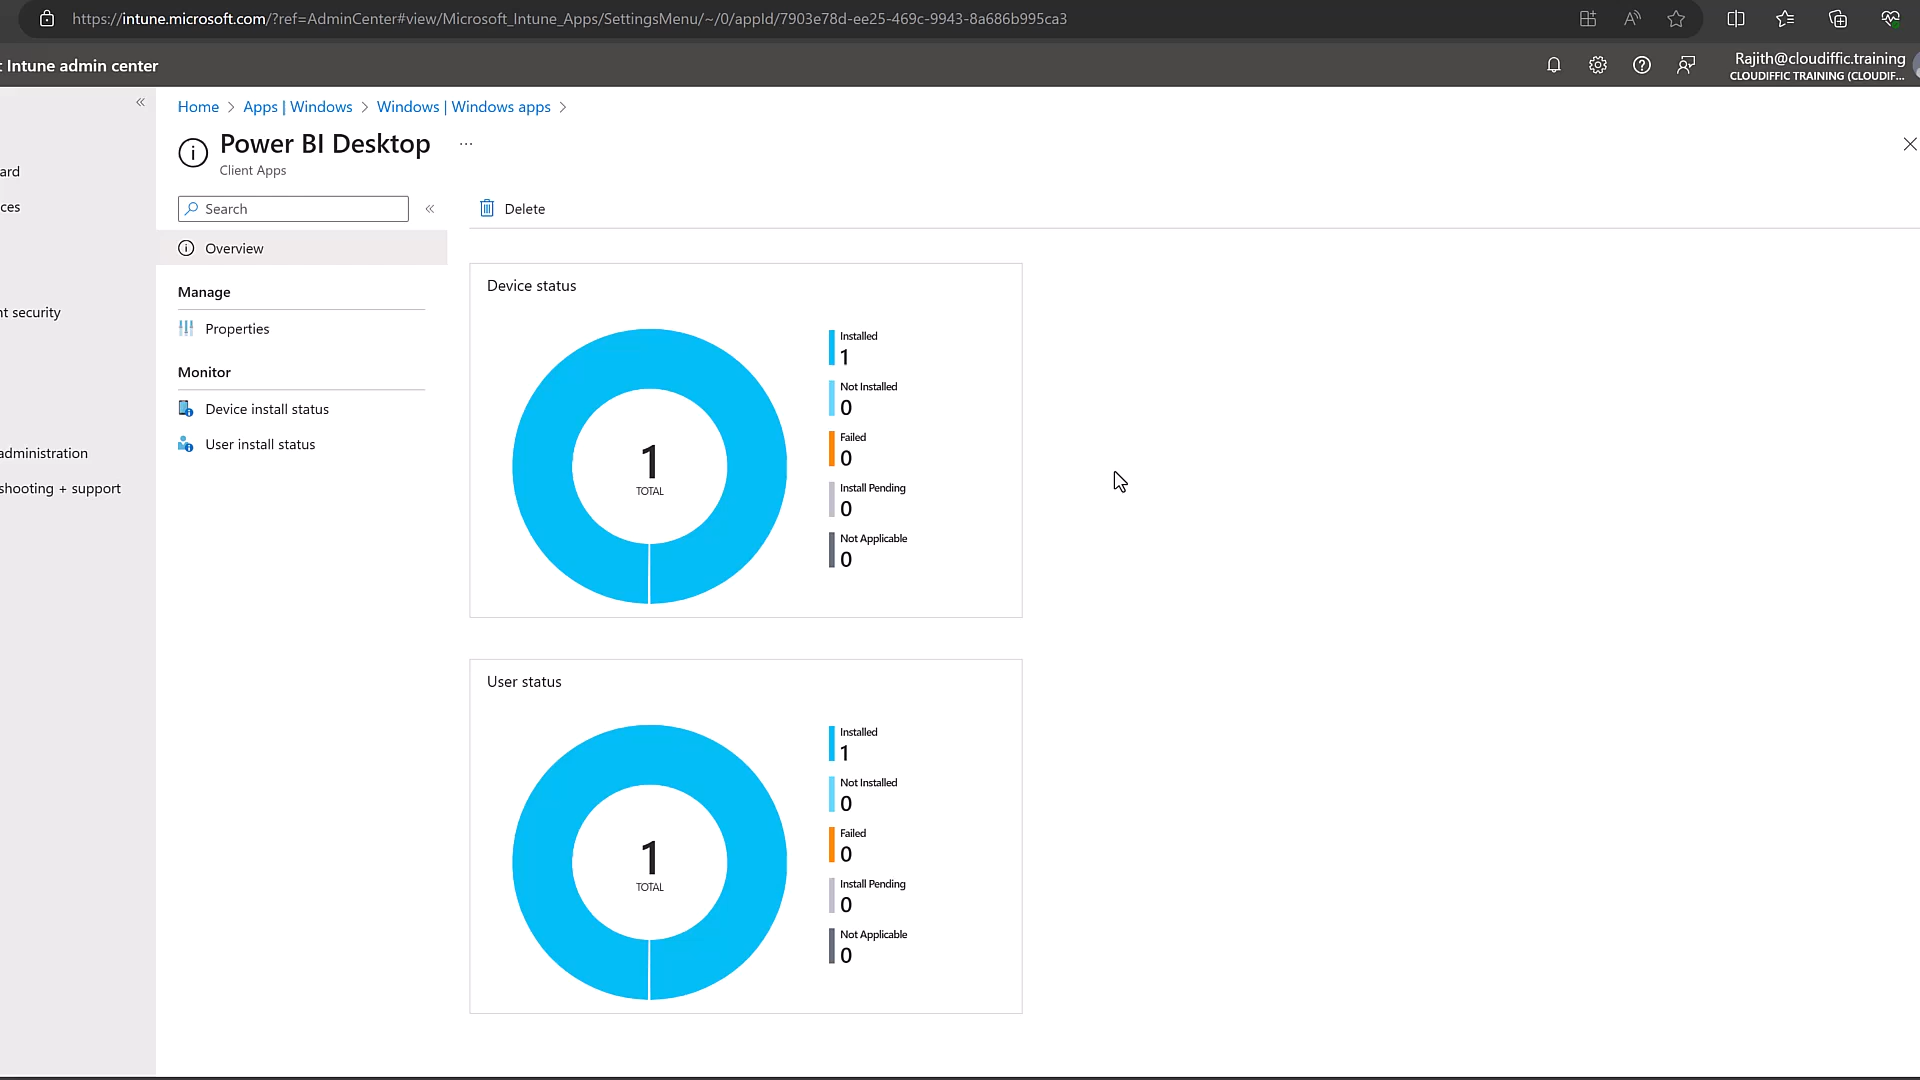 https://intune.microsoft.com/?ref=AdminCenter#view/Microsoft_Intune_Apps/SettingsMenu/~/0/appId/7903e78d-ee25-469c-9943-8a686b995ca3
Intune admin center
Rajith@cloudiffic.training
CLOUDIFFIC TRAINING (CLOUDIF...
Home > Apps | Windows > Windows | Windows apps >
Power BI Desktop ...
Client Apps
ard
ces
nt security
administration
shooting + support
Search
Overview
Manage
Properties
Monitor
Device install status
User install status
Delete
Device status
1
TOTAL
Installed
1
Not Installed
0
Failed
0
Install Pending
0
Not Applicable
0
User status
1
TOTAL
Installed
1
Not Installed
0
Failed
0
Install Pending
0
Not Applicable
0